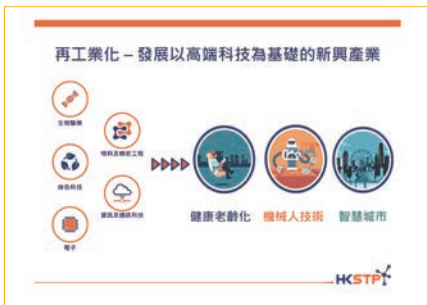 再工業化 – 發展以高端科技為基礎的新興產業
生物醫藥
物料及精密工程
綠色科技
資訊及通訊科技
電子
健康老齡化
機械人技術
智慧城市
HKSTP